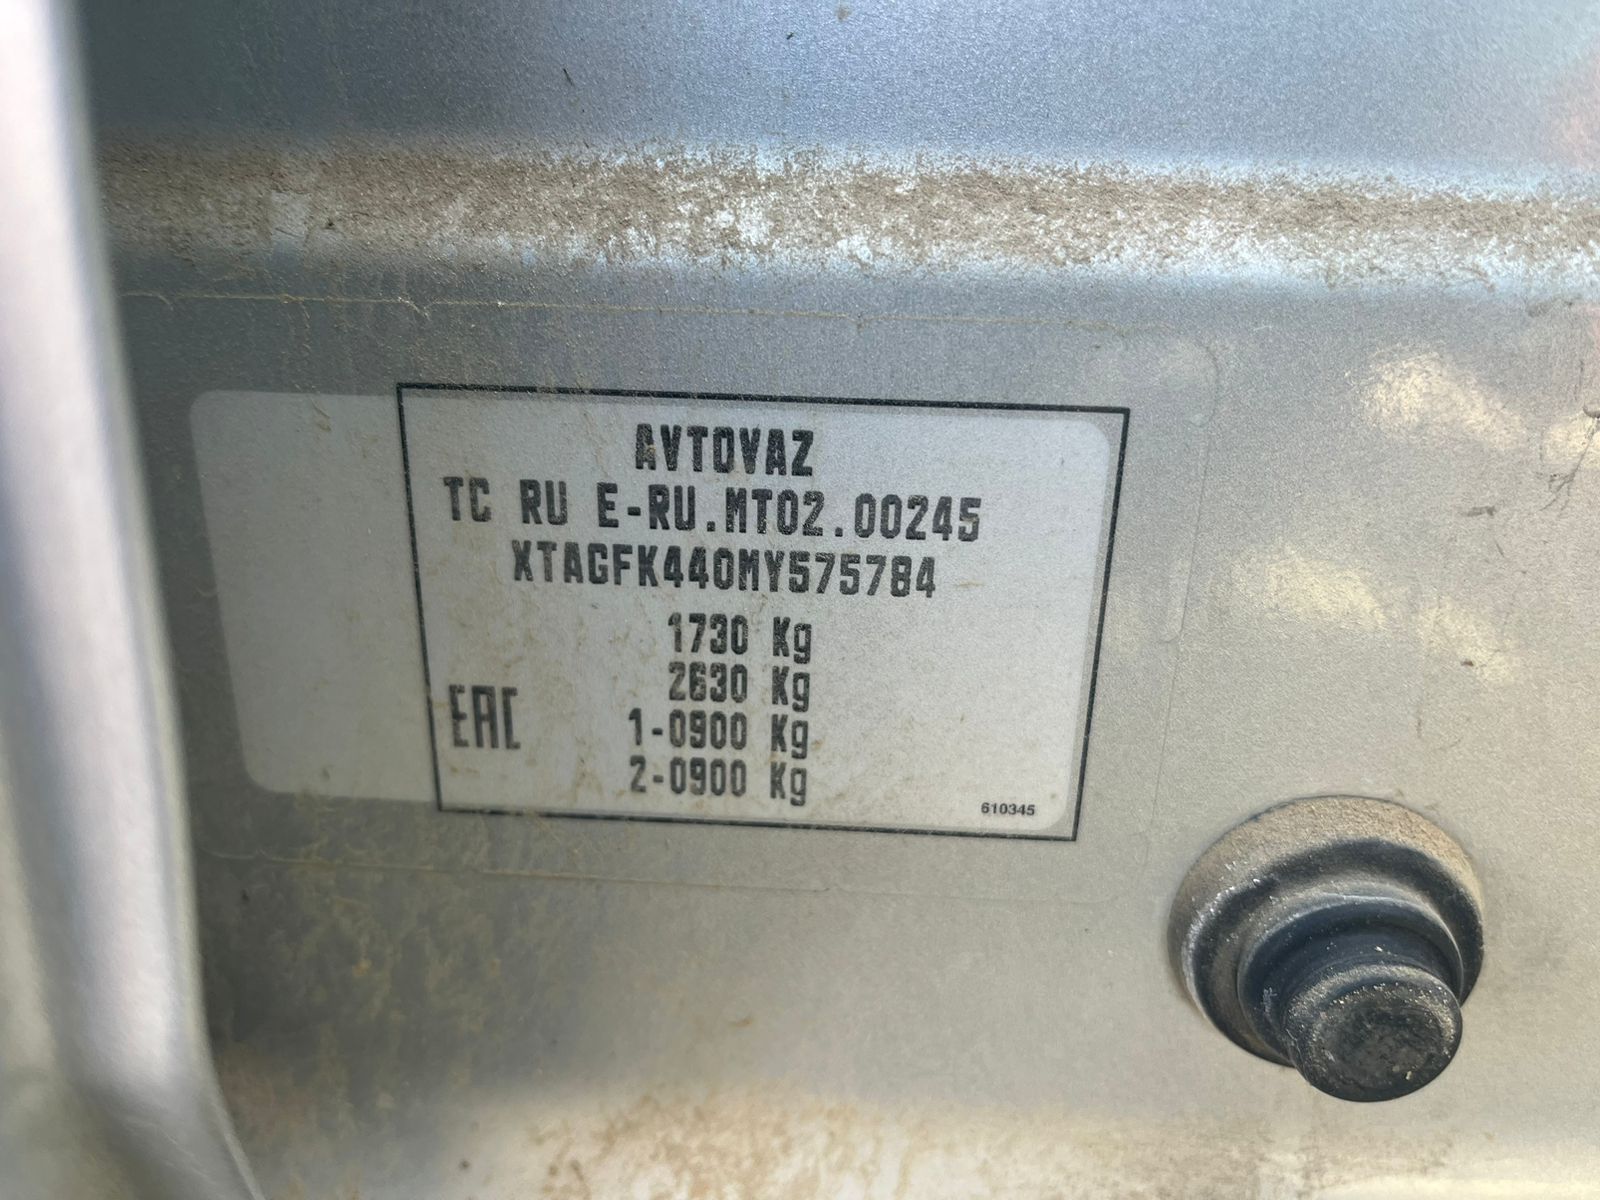 AVTOVAZ
TC RU E-RU.MT02.00245
XTAGFK440MY575784
1730 Kg
2630 Kg
EAC
1-0900 Kg
2-0900 Kg
610345